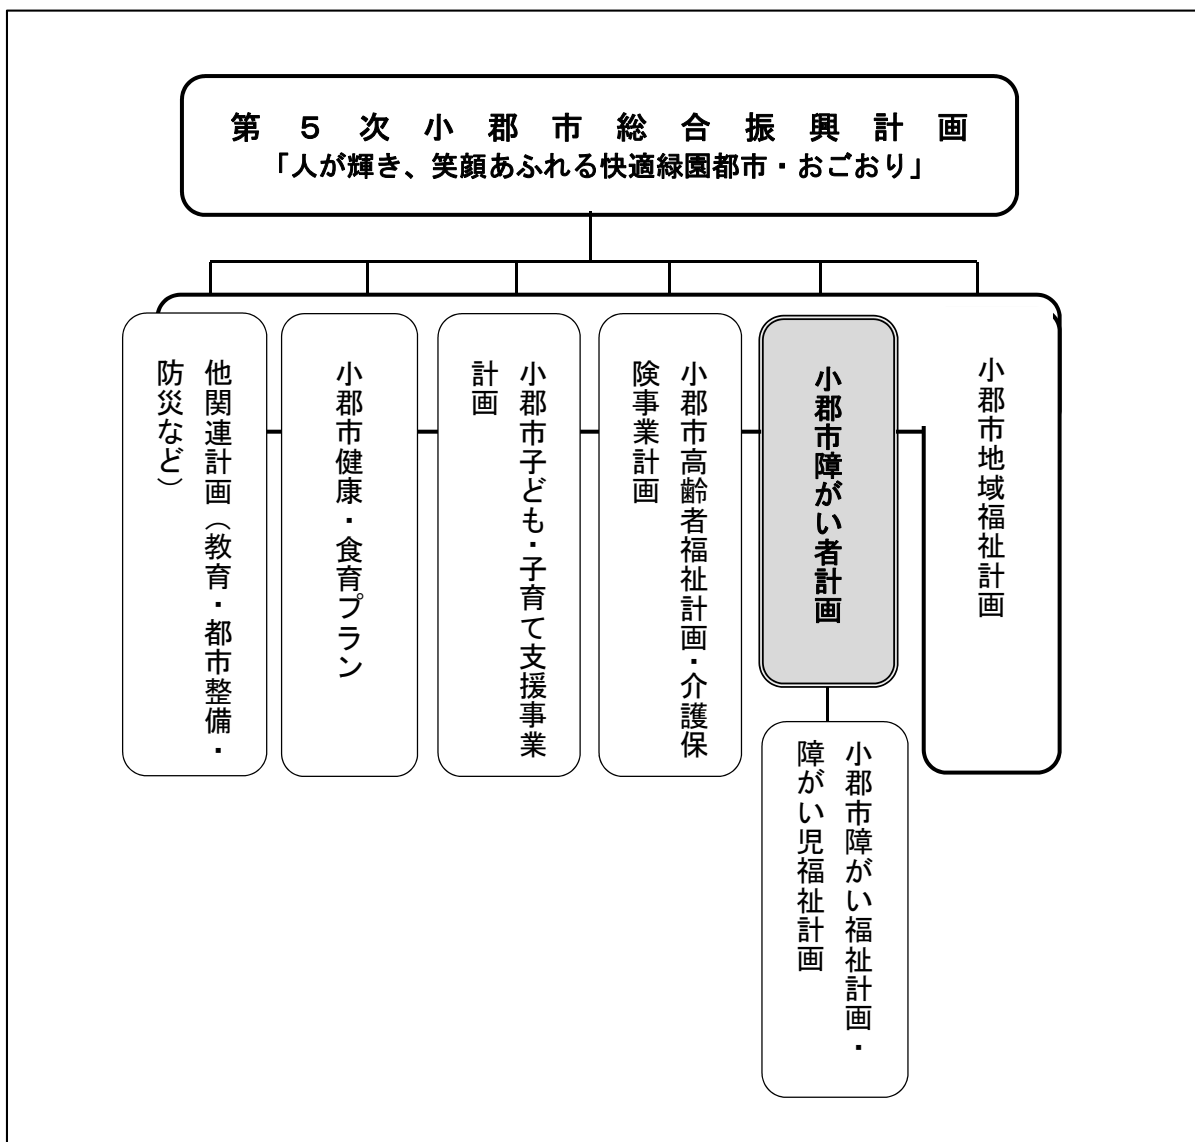 第５次小郡市総合振興計画
「人が輝き、笑顔あふれる快適緑園都市・おごおり」
小郡市地域福祉計画
小郡市障がい者計画
小郡市高齢者福祉計画・介護保
険事業計画
小郡市子ども・子育て支援事業
計画
小郡市健康・食育プラン
他関連計画（教育・都市整備・
防災など）
小郡市障がい福祉計画・
障がい児福祉計画